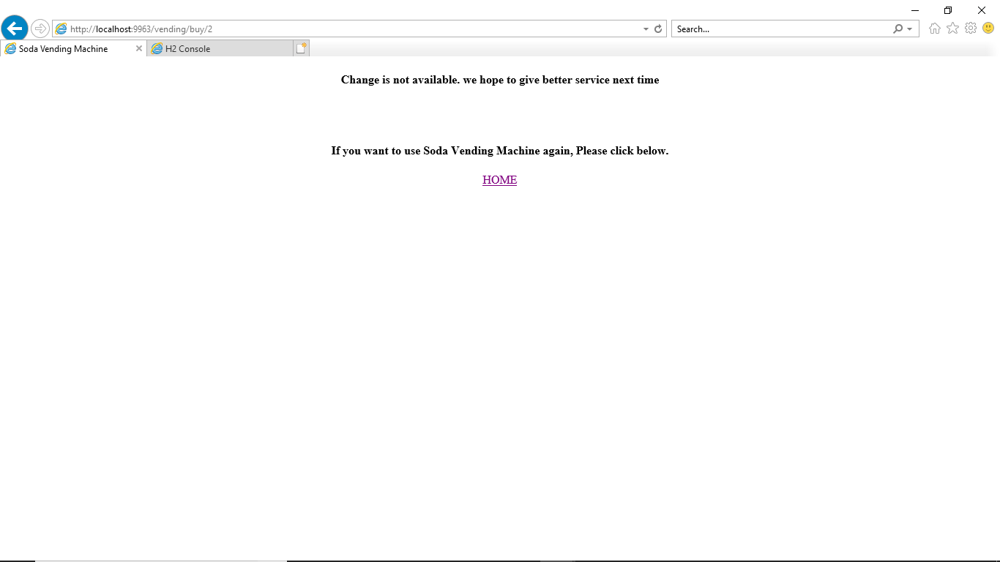 http://localhost:9963/vending/buy/2
Search...
Soda Vending Machine
H2 Console
Change is not available. we hope to give better service next time
If you want to use Soda Vending Machine again, Please click below.
HOME